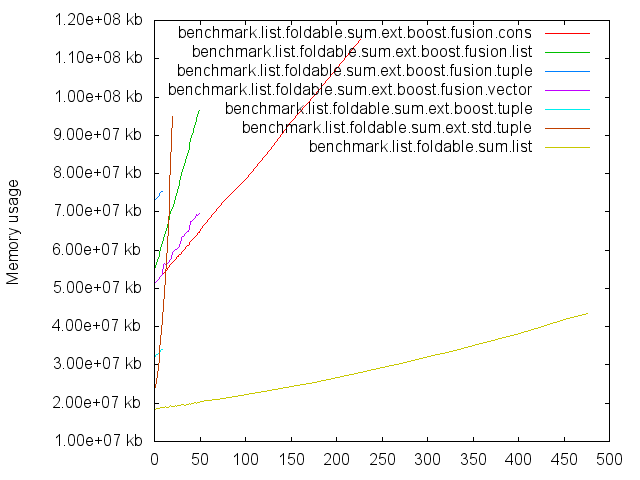 1.20e+08 kb
1.10e+08 kb
1.00e+08 kb
9.00e+07 kb
8.00e+07 kb
7.00e+07 kb
6.00e+07 kb
5.00e+07 kb
4.00e+07 kb
3.00e+07 kb
2.00e+07 kb
1.00e+07 kb
Memory usage
benchmark.list.foldable.sum.ext.boost.fusion.cons
benchmark.list.foldable.sum.ext.boost.fusion.list
benchmark.list.foldable.sum.ext.boost.fusion.tuple
benchmark.list.foldable.sum.ext.boost.fusion.vector
benchmark.list.foldable.sum.ext.boost.tuple
benchmark.list.foldable.sum.ext.std.tuple
benchmark.list.foldable.sum.list
0 50 100 150 200 250 300 350 400 450 500